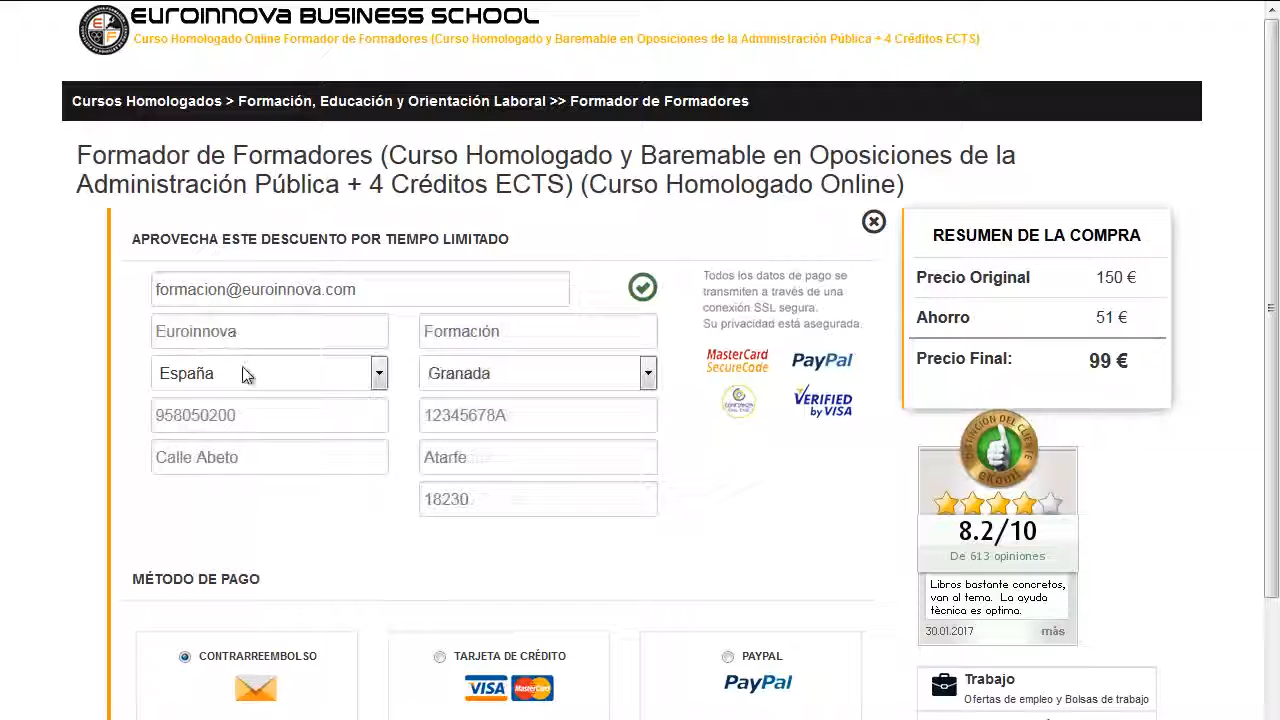 EUROINNOVA BUSINESS SCHOOL
Curso Homologado Online Formador de Formadores (Curso Homologado y Baremable en Oposiciones de la Administración Pública + 4 Créditos ECTS)
Cursos Homologados > Formación, Educación y Orientación Laboral >> Formador de Formadores
Formador de Formadores (Curso Homologado y Baremable en Oposiciones de la
Administración Pública + 4 Créditos ECTS) (Curso Homologado Online)
APROVECHA ESTE DESCUENTO POR TIEMPO LIMITADO
formacion@euroinnova.com
Euroinnova Formación
España Granada
958050200 12345678A
Calle Abeto Atarfe
18230
Todos los datos de pago se
transmiten a través de una
conexión SSL segura.
Su privacidad está asegurada.
MasterCard PayPal
SecureCode
VERIFIED
by VISA
RESUMEN DE LA COMPRA
Precio Original 150 €
Ahorro 51 €
Precio Final: 99 €
DISTINCIÓN DEL CLIENTE
eKomi
8.2/10
De 613 opiniones
Libros bastante concretos,
van al tema. La ayuda
tècnica es optima.
30.01.2017 más
MÉTODO DE PAGO
CONTRARREEMBOLSO TARJETA DE CRÉDITO PAYPAL
VISA MasterCard PayPal
Trabajo
Ofertas de empleo y Bolsas de trabajo